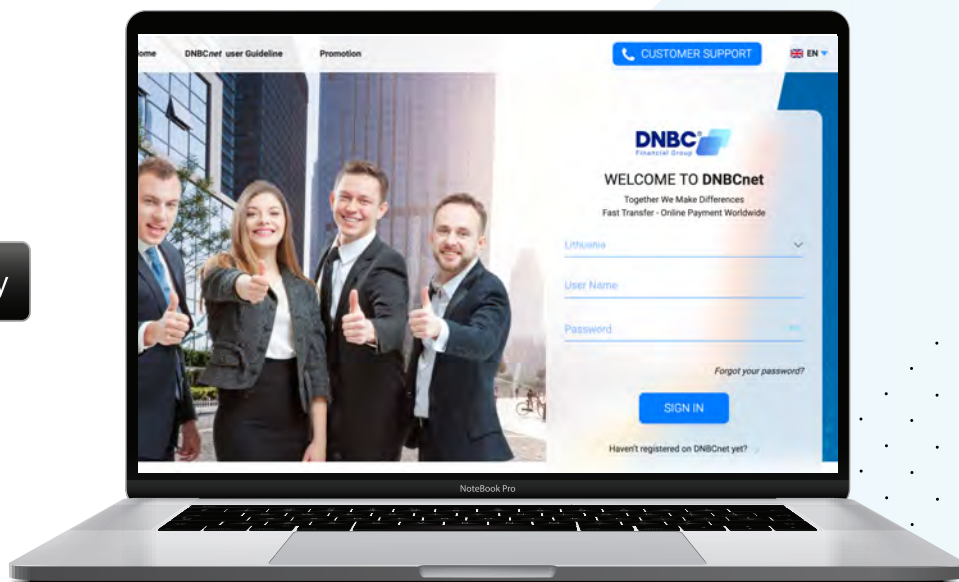 ome DNBCnet user Guideline Promotion CUSTOMER SUPPORT EN
DNBC
Financial Group
WELCOME TO DNBCnet
Together We Make Differences
Fast Transfer - Online Payment Worldwide
Lithuania
User Name
Password
Forgot your password?
SIGN IN
Haven't registered on DNBCnet yet?
y
NoteBook Pro